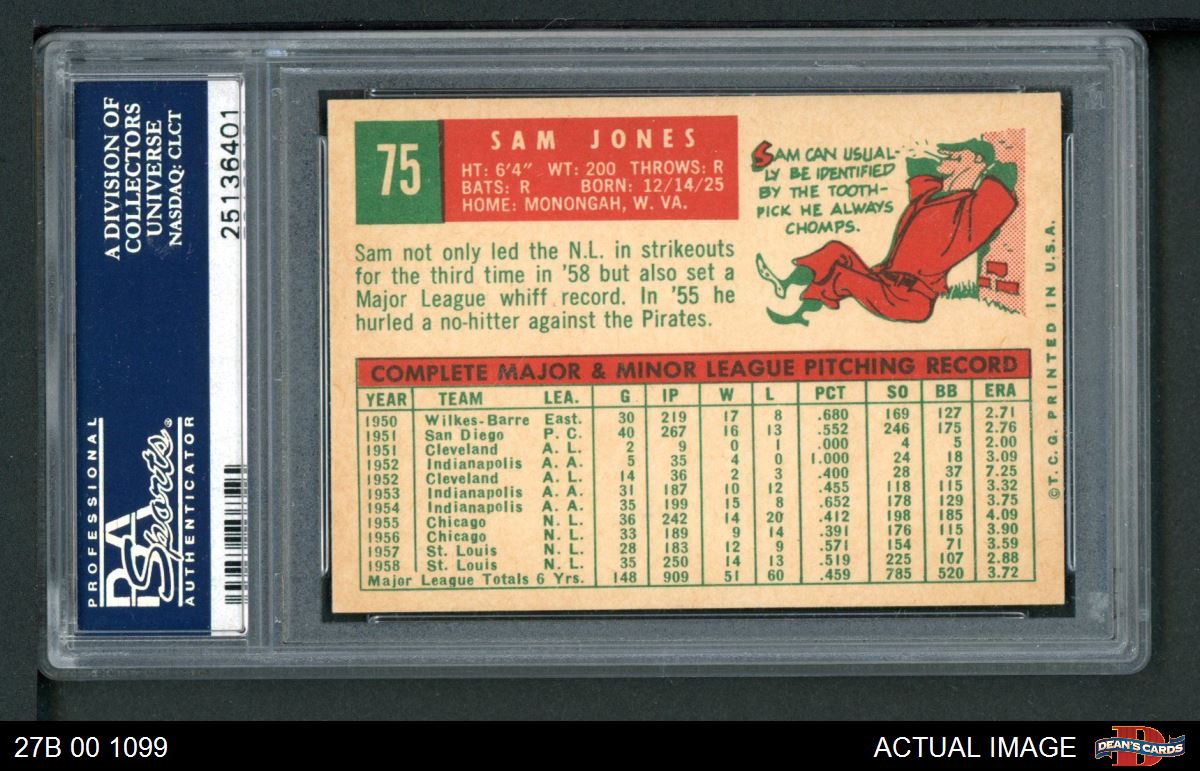 A DIVISION OF
COLLECTORS
UNIVERSE
NASDAQ: CLCT
PROFESSIONAL
PSA
Sports®
AUTHENTICATOR
25136401
75
SAM JONES
HT: 6'4" WT: 200 THROWS: R
BATS: R BORN: 12/14/25
HOME: MONONGAH, W. VA.
SAM CAN USUAL-
LY BE IDENTIFIED
BY THE TOOTH-
PICK HE ALWAYS
CHOMPS.
Sam not only led the N.L. in strikeouts
for the third time in '58 but also set a
Major League whiff record. In '55 he
hurled a no-hitter against the Pirates.
COMPLETE MAJOR & MINOR LEAGUE PITCHING RECORD
YEAR TEAM LEA. G IP W L PCT SO BB ERA
1950 Wilkes-Barre East. 30 219 17 8 .680 169 127 2.71
1951 San Diego P. C. 40 267 16 13 .552 246 175 2.76
1951 Cleveland A. L. 2 9 0 1 .000 4 5 2.00
1952 Indianapolis A. A. 5 35 4 0 1.000 24 18 3.09
1952 Cleveland A. L. 14 36 2 3 .400 28 37 7.25
1953 Indianapolis A. A. 31 187 10 12 .455 118 115 3.32
1954 Indianapolis A. A. 35 199 15 8 .652 178 129 3.75
1955 Chicago N. L. 36 242 14 20 .412 198 185 4.09
1956 Chicago N. L. 33 189 9 14 .391 176 115 3.90
1957 St. Louis N. L. 28 183 12 9 .571 154 71 3.59
1958 St. Louis N. L. 35 250 14 13 .519 225 107 2.88
Major League Totals 6 Yrs. 148 909 51 60 .459 785 520 3.72
©T.C.G. PRINTED IN U.S.A.
27B 00 1099
ACTUAL IMAGE
DEAN'S CARDS